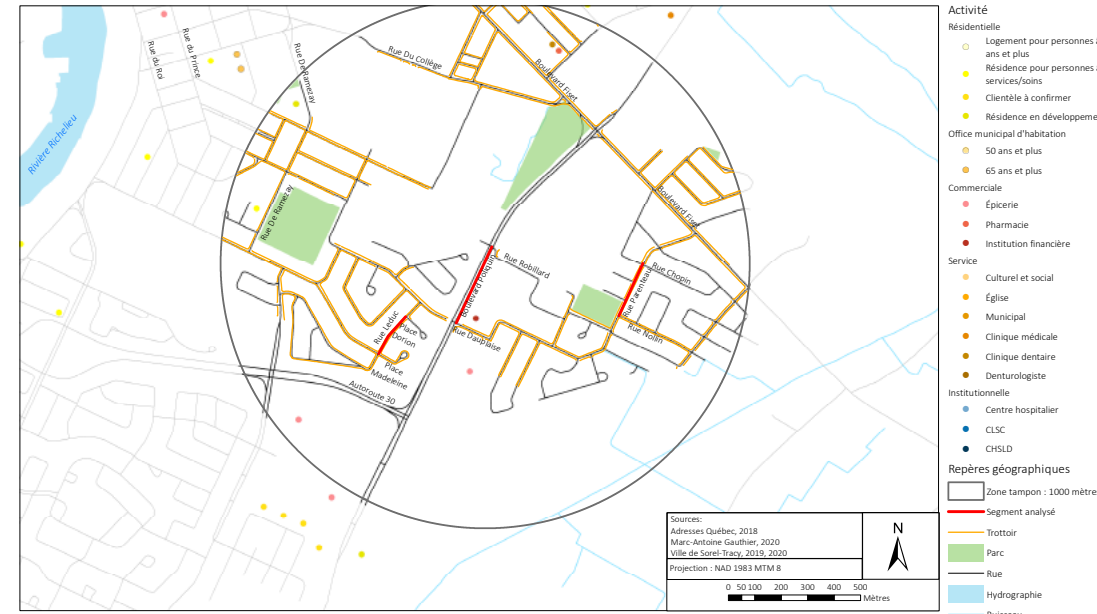 Rivière Richelieu
Rue du Roi
Rue du Prince
Rue De Ramezay
Rue Du Collège
Boulevard Fiset
Rue De Ramezay
Boulevard Fiset
Boulevard Poliquin
Rue Robillard
Rue Chopin
Rue Parenteau
Rue Nolin
Rue Leduc
Place
Dorion
Rue Dauplaise
Place
Madeleine
Autoroute 30
Sources:
Adresses Québec, 2018
Marc-Antoine Gauthier, 2020
Ville de Sorel-Tracy, 2019, 2020
Projection : NAD 1983 MTM 8
N
0 50 100 200 300 400 500
Mètres
Activité
Résidentielle
Logement pour personnes
ans et plus
Résidence pour personnes
services/soins
Clientèle à confirmer
Résidence en développeme
Office municipal d'habitation
50 ans et plus
65 ans et plus
Commerciale
Épicerie
Pharmacie
Institution financière
Service
Culturel et social
Église
Municipal
Clinique médicale
Clinique dentaire
Denturologiste
Institutionnelle
Centre hospitalier
CLSC
CHSLD
Repères géographiques
Zone tampon : 1000 mètres
Segment analysé
Trottoir
Parc
Rue
Hydrographie